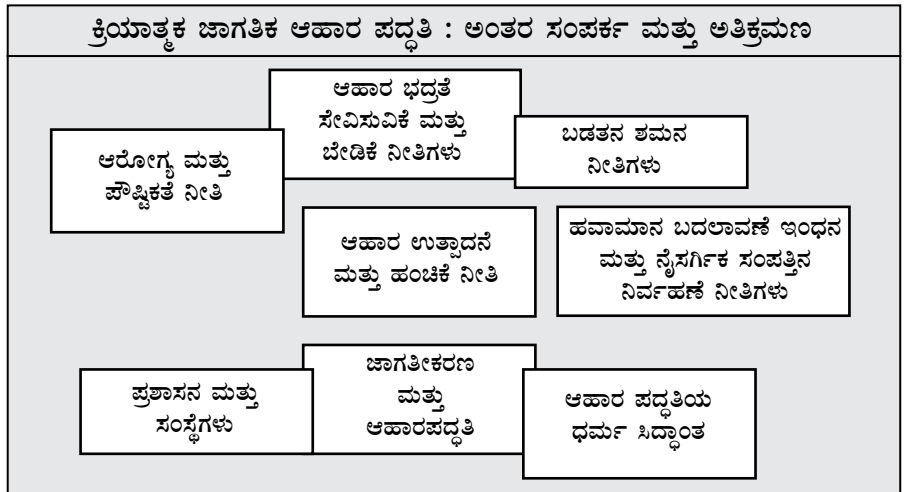 ಕ್ರಿಯಾತ್ಮಕ ಜಾಗತಿಕ ಆಹಾರ ಪದ್ಧತಿ : ಅಂತರ ಸಂಪರ್ಕ ಮತ್ತು ಅತಿಕ್ರಮಣ
ಆಹಾರ ಭದ್ರತೆ
ಸೇವಿಸುವಿಕೆ ಮತ್ತು
ಬೇಡಿಕೆ ನೀತಿಗಳು
ಬಡತನ ಶಮನ
ನೀತಿಗಳು
ಆರೋಗ್ಯ ಮತ್ತು
ಪೌಷ್ಟಿಕತೆ ನೀತಿ
ಆಹಾರ ಉತ್ಪಾದನೆ
ಮತ್ತು ಹಂಚಿಕೆ ನೀತಿ
ಹವಾಮಾನ ಬದಲಾವಣೆ ಇಂಧನ
ಮತ್ತು ನೈಸರ್ಗಿಕ ಸಂಪತ್ತಿನ
ನಿರ್ವಹಣೆ ನೀತಿಗಳು
ಪ್ರಶಾಸನ ಮತ್ತು
ಸಂಸ್ಥೆಗಳು
ಜಾಗತೀಕರಣ
ಮತ್ತು
ಆಹಾರಪದ್ಧತಿ
ಆಹಾರ ಪದ್ಧತಿಯ
ಧರ್ಮ ಸಿದ್ಧಾಂತ